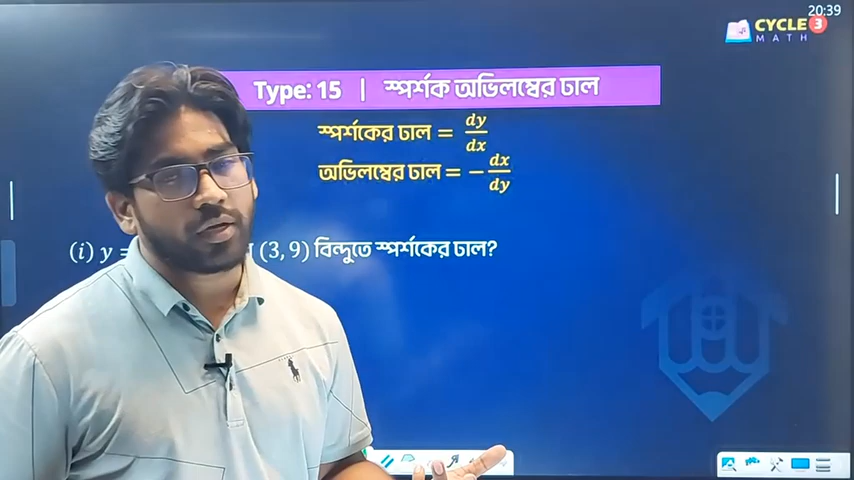 20:39
CYCLE 3
MATH
Type: 15 | স্পর্শক অভিলম্বের ঢাল
স্পর্শকের ঢাল = dy/dx
অভিলম্বের ঢাল = − dx/dy
(i) y = (3, 9) বিন্দুতে স্পর্শকের ঢাল?